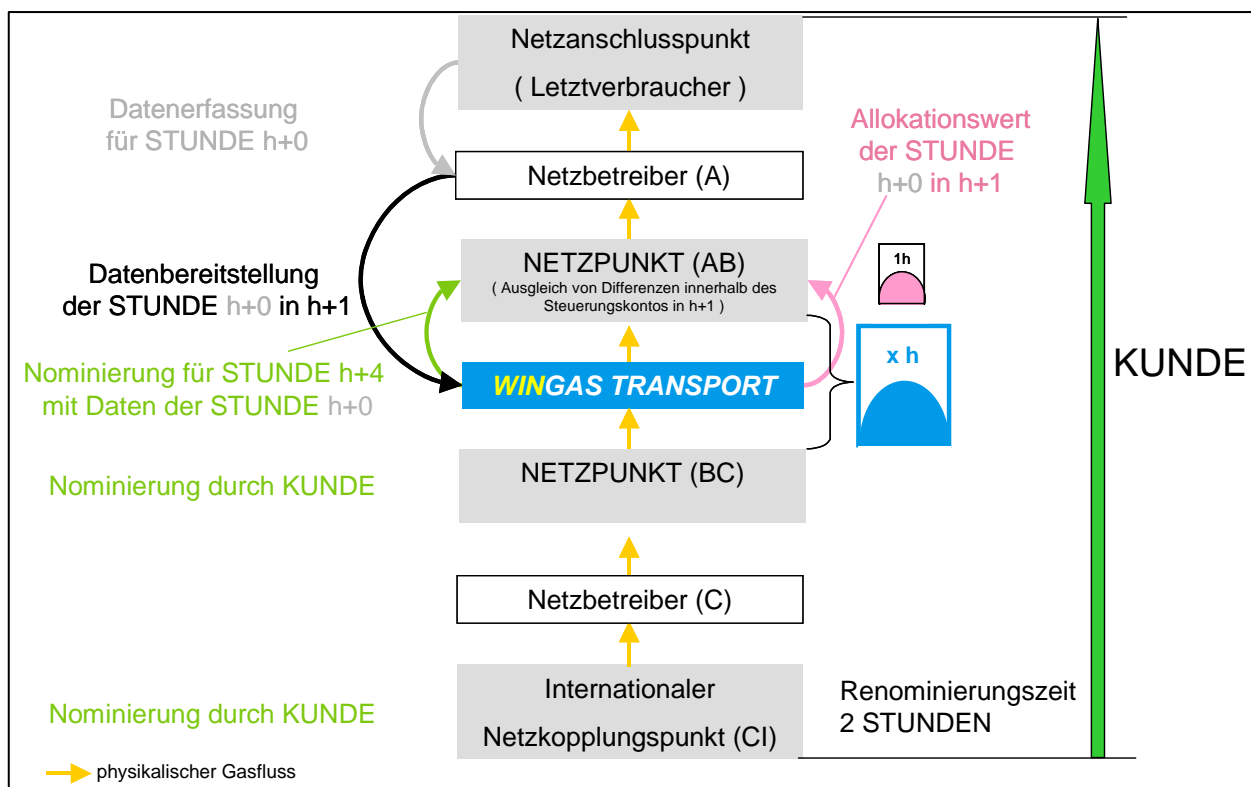 Netzanschlusspunkt
( Letztverbraucher )
Datenerfassung
für STUNDE h+0
Allokationswert
der STUNDE
h+0 in h+1
Netzbetreiber (A)
NETZPUNKT (AB)
( Ausgleich von Differenzen innerhalb des
Steuerungskontos in h+1 )
1h
Datenbereitstellung
der STUNDE h+0 in h+1
x h
KUNDE
Nominierung für STUNDE h+4
mit Daten der STUNDE h+0
WINGAS TRANSPORT
NETZPUNKT (BC)
Nominierung durch KUNDE
Netzbetreiber (C)
Internationaler
Netzkopplungspunkt (CI)
Nominierung durch KUNDE
Renominierungszeit
2 STUNDEN
physikalischer Gasfluss